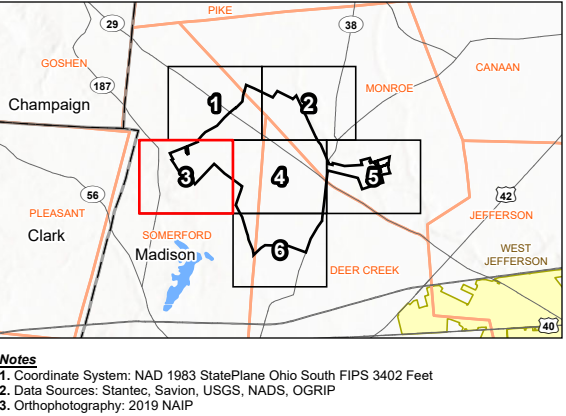 PIKE
29
38
GOSHEN
CANAAN
187
MONROE
Champaign
1
2
3
4
5
56
42
PLEASANT
JEFFERSON
Clark
SOMERFORD
Madison
6
WEST
JEFFERSON
DEER CREEK
40
Notes
1. Coordinate System: NAD 1983 StatePlane Ohio South FIPS 3402 Feet
2. Data Sources: Stantec, Savion, USGS, NADS, OGRIP
3. Orthophotography: 2019 NAIP